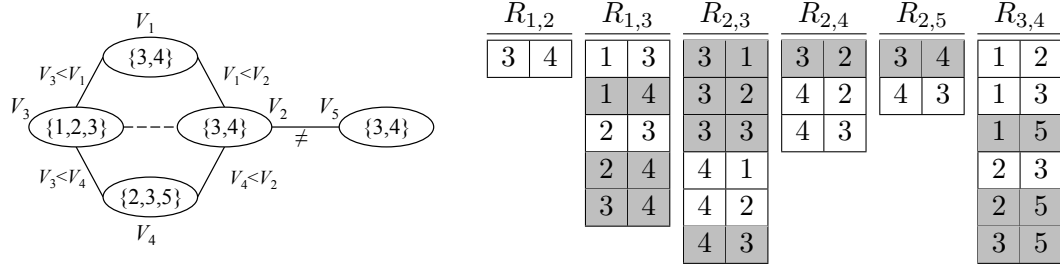 V1
{3,4}
V3<V1
V1<V2
V3
{1,2,3}
{3,4}
V2
≠
V5
{3,4}
V3<V4
V4<V2
{2,3,5}
V4
R1,2 R1,3 R2,3 R2,4 R2,5 R3,4
3 4 1 3 3 1 3 2 3 4 1 2
1 4 3 2 4 2 4 3 1 3
2 3 3 3 4 3 1 5
2 4 4 1 2 3
3 4 4 2 2 5
4 3 3 5